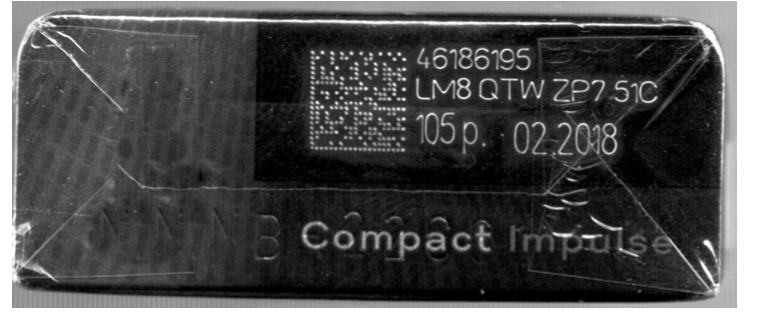 46186195
LM8 QTW ZP7 51C
105 р. 02.2018
Compact Impulse